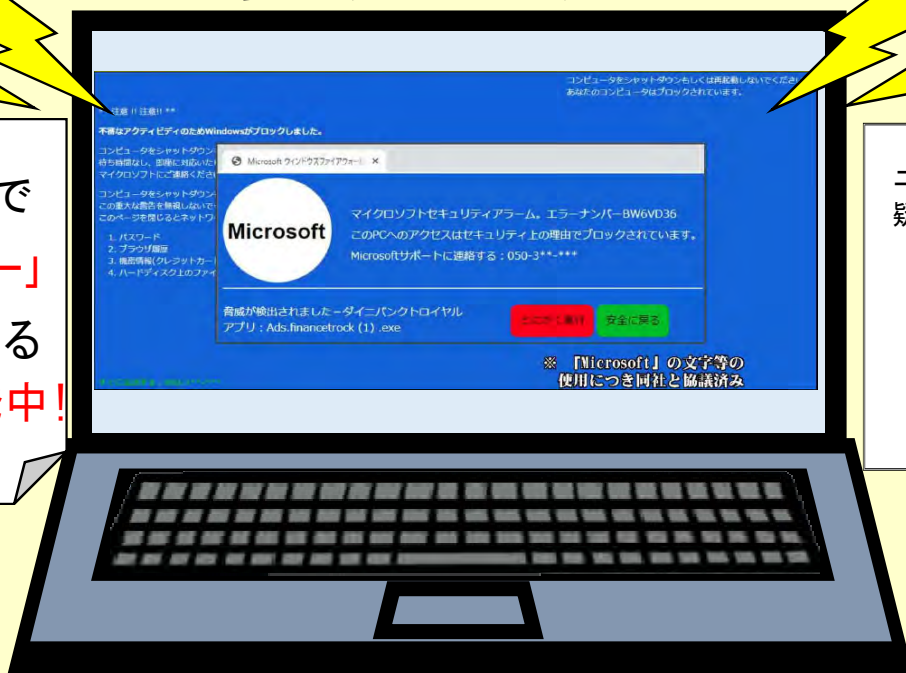 コンピュータをシャットダウンもしくは再起動しないでくださ
あなたのコンピュータはブロックされています。
注意 !! 注意!! **
不審なアクティビティのためWindowsがブロックしました。
コンピュータをシャットダウン
待ち時間なし、即座に対応いた
マイクロソフトにご連絡くださ
コンピュータをシャットダウン
この重大な警告を無視しないで
このページを閉じるとネットワ
1. パスワード
2. ブラウザ履歴
3. 機密情報(クレジットカー
4. ハードディスク上のファイ
Microsoft ウィンドウズファイアウォー ×
Microsoft
マイクロソフトセキュリティアラーム。エラーナンバーBW6VD36
このPCへのアクセスはセキュリティ上の理由でブロックされています。
Microsoftサポートに連絡する：050-3**-***
脅威が検出されました－ダイニバンクトロイヤル
アプリ：Ads.financetrock (1) .exe
安全に戻る
※ 『Microsoft』の文字等の
使用につき同社と協議済み
で
ー」
る
中!
疑